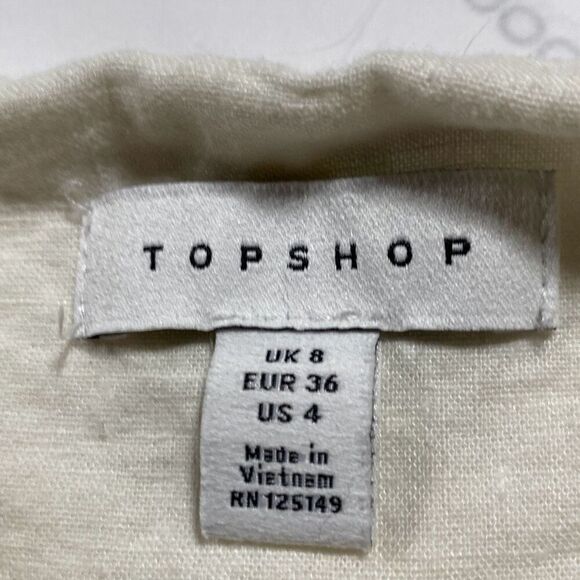 TOPSHOP
UK 8
EUR 36
US 4
Made in
Vietnam
RN 125149